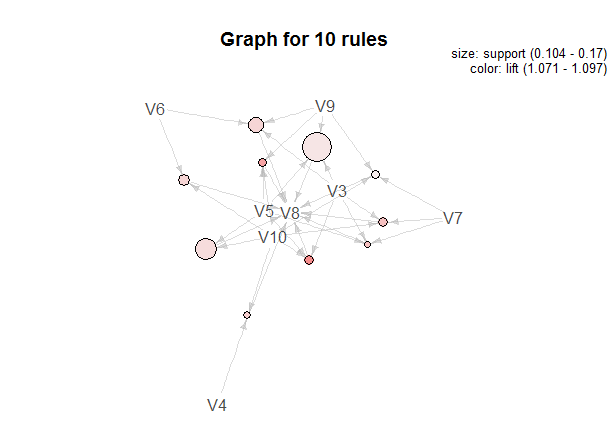 Graph for 10 rules
size: support (0.104 - 0.17)
color: lift (1.071 - 1.097)
V6
V9
V3
V5
V8
V7
V10
V4